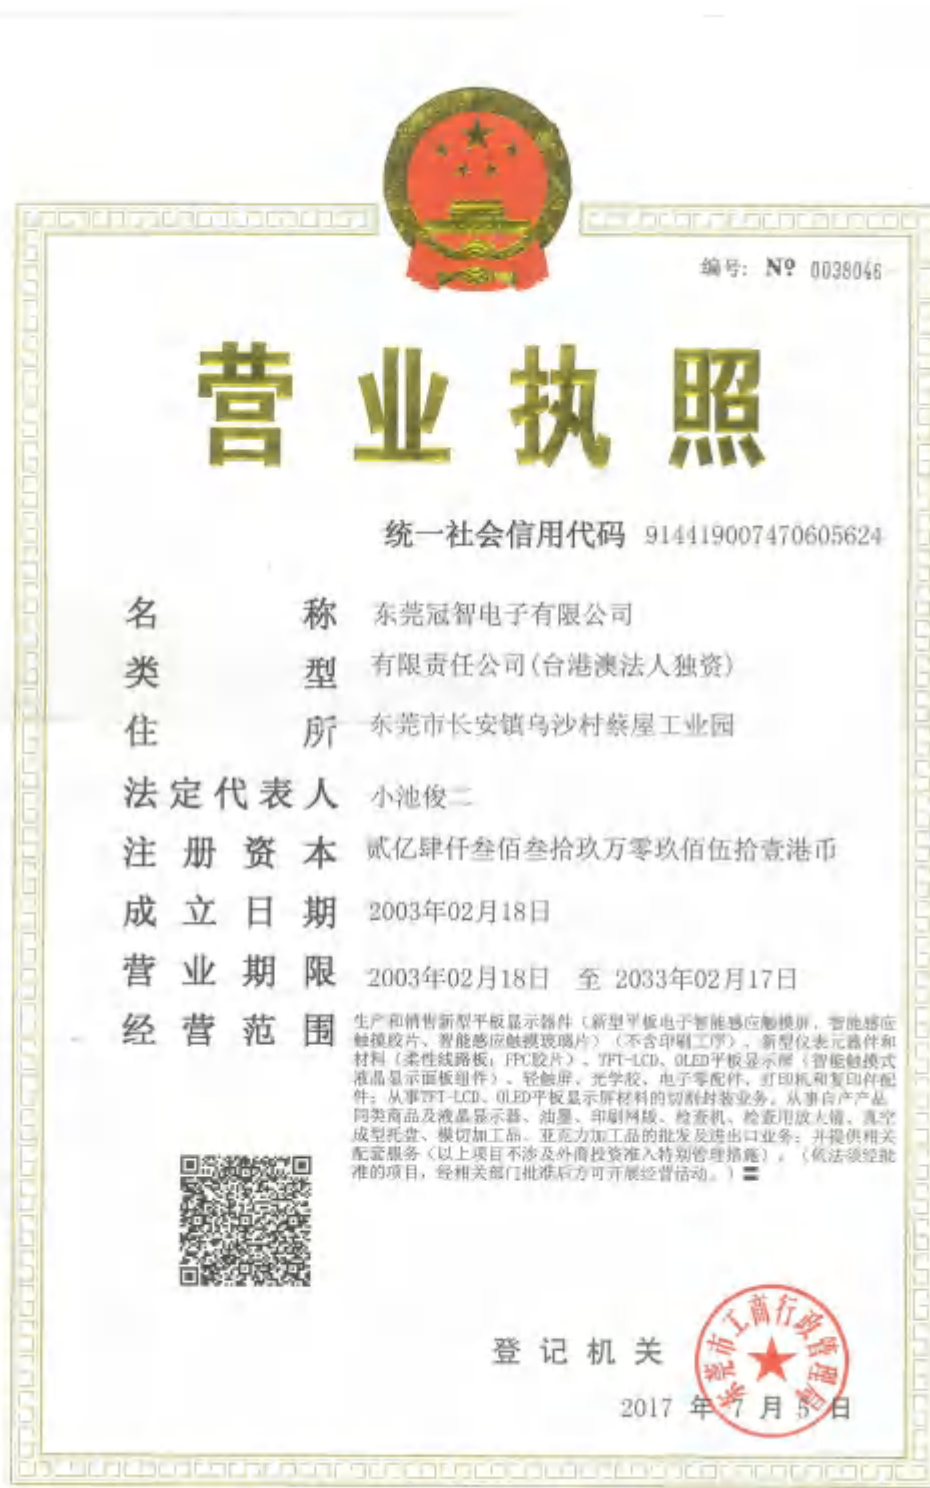 编号: № 0038046
营业执照
统一社会信用代码 914419007470605624
名称 东莞冠智电子有限公司
类型 有限责任公司(台港澳法人独资)
住所 东莞市长安镇乌沙村蔡屋工业园
法定代表人 小池俊二
注册资本 贰亿肆仟叁佰叁拾玖万零玖佰伍拾壹港币
成立日期 2003年02月18日
营业期限 2003年02月18日 至 2033年02月17日
经营范围 生产和销售新型平板显示器件（新型平板电子智能感应触摸屏、智能感应
触摸胶片、智能感应触摸玻璃片）（不含印刷工序）、新型仪表元器件和
材料（柔性线路板；FPC胶片）、TFT-LCD、OLED平板显示屏（智能触摸式
液晶显示面板组件）、轻触屏、光学胶、电子零配件、打印机和复印件配
件；从事TFT-LCD、OLED平板显示屏材料的切割封装业务。从事自产产品
同类商品及液晶显示器、油墨、印刷网版、检查机、检查用放大镜、真空
成型托盘、模切加工品、亚克力加工品的批发及进出口业务；并提供相关
配套服务（以上项目不涉及外商投资准入特别管理措施）。（依法须经批
准的项目，经相关部门批准后方可开展经营活动。）
登记机关
东莞市工商行政管理局
2017 年 7 月 5 日